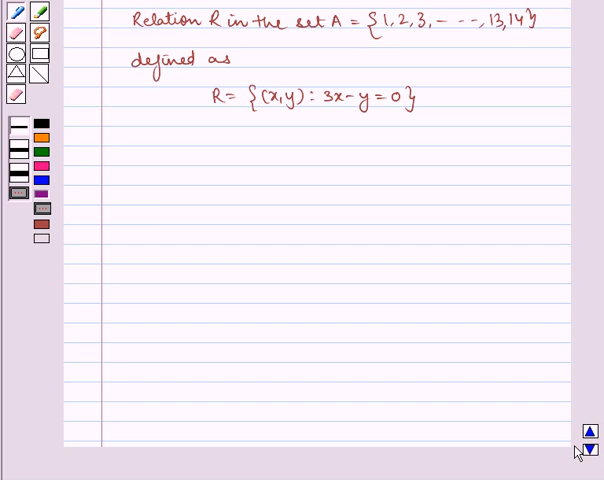 Relation R in the set A = {1, 2, 3, - - - -, 13, 14}
defined as
R = {(x, y) : 3x - y = 0}